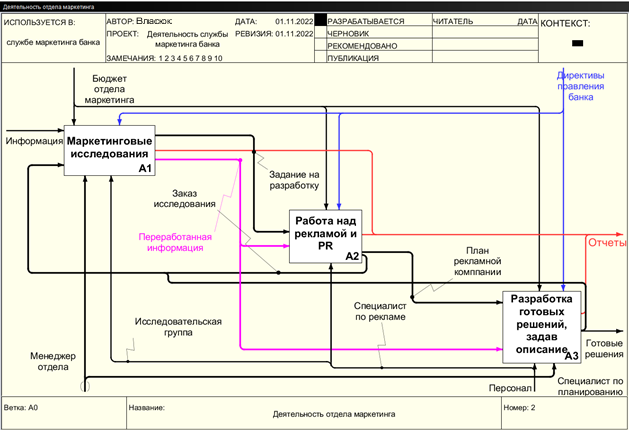 Деятельность отдела маркетинга
ИСПОЛЬЗУЕТСЯ В:
службе маркетинга банка
АВТОР: Власюк
ДАТА: 01.11.2022
ПРОЕКТ: Деятельность службы
маркетинга банка
РЕВИЗИЯ: 01.11.2022
ЗАМЕЧАНИЯ: 1 2 3 4 5 6 7 8 9 10
РАЗРАБАТЫВАЕТСЯ
ЧЕРНОВИК
РЕКОМЕНДОВАНО
ПУБЛИКАЦИЯ
ЧИТАТЕЛЬ
ДАТА
КОНТЕКСТ:
Бюджет
отдела
маркетинга
Директивы
правления
банка
Информация
Маркетинговые
исследования
A1
Задание на
разработку
Заказ
исследования
Переработанная
информация
Работа над
рекламой и
PR
A2
Отчеты
План
рекламной
компании
Разработка
готовых
решений,
задав
описание
A3
Специалист
по рекламе
Исследовательская
группа
Готовые
решения
Менеджер
отдела
Персонал
Специалист по
планированию
Ветка: A0
Название:
Деятельность отдела маркетинга
Номер: 2